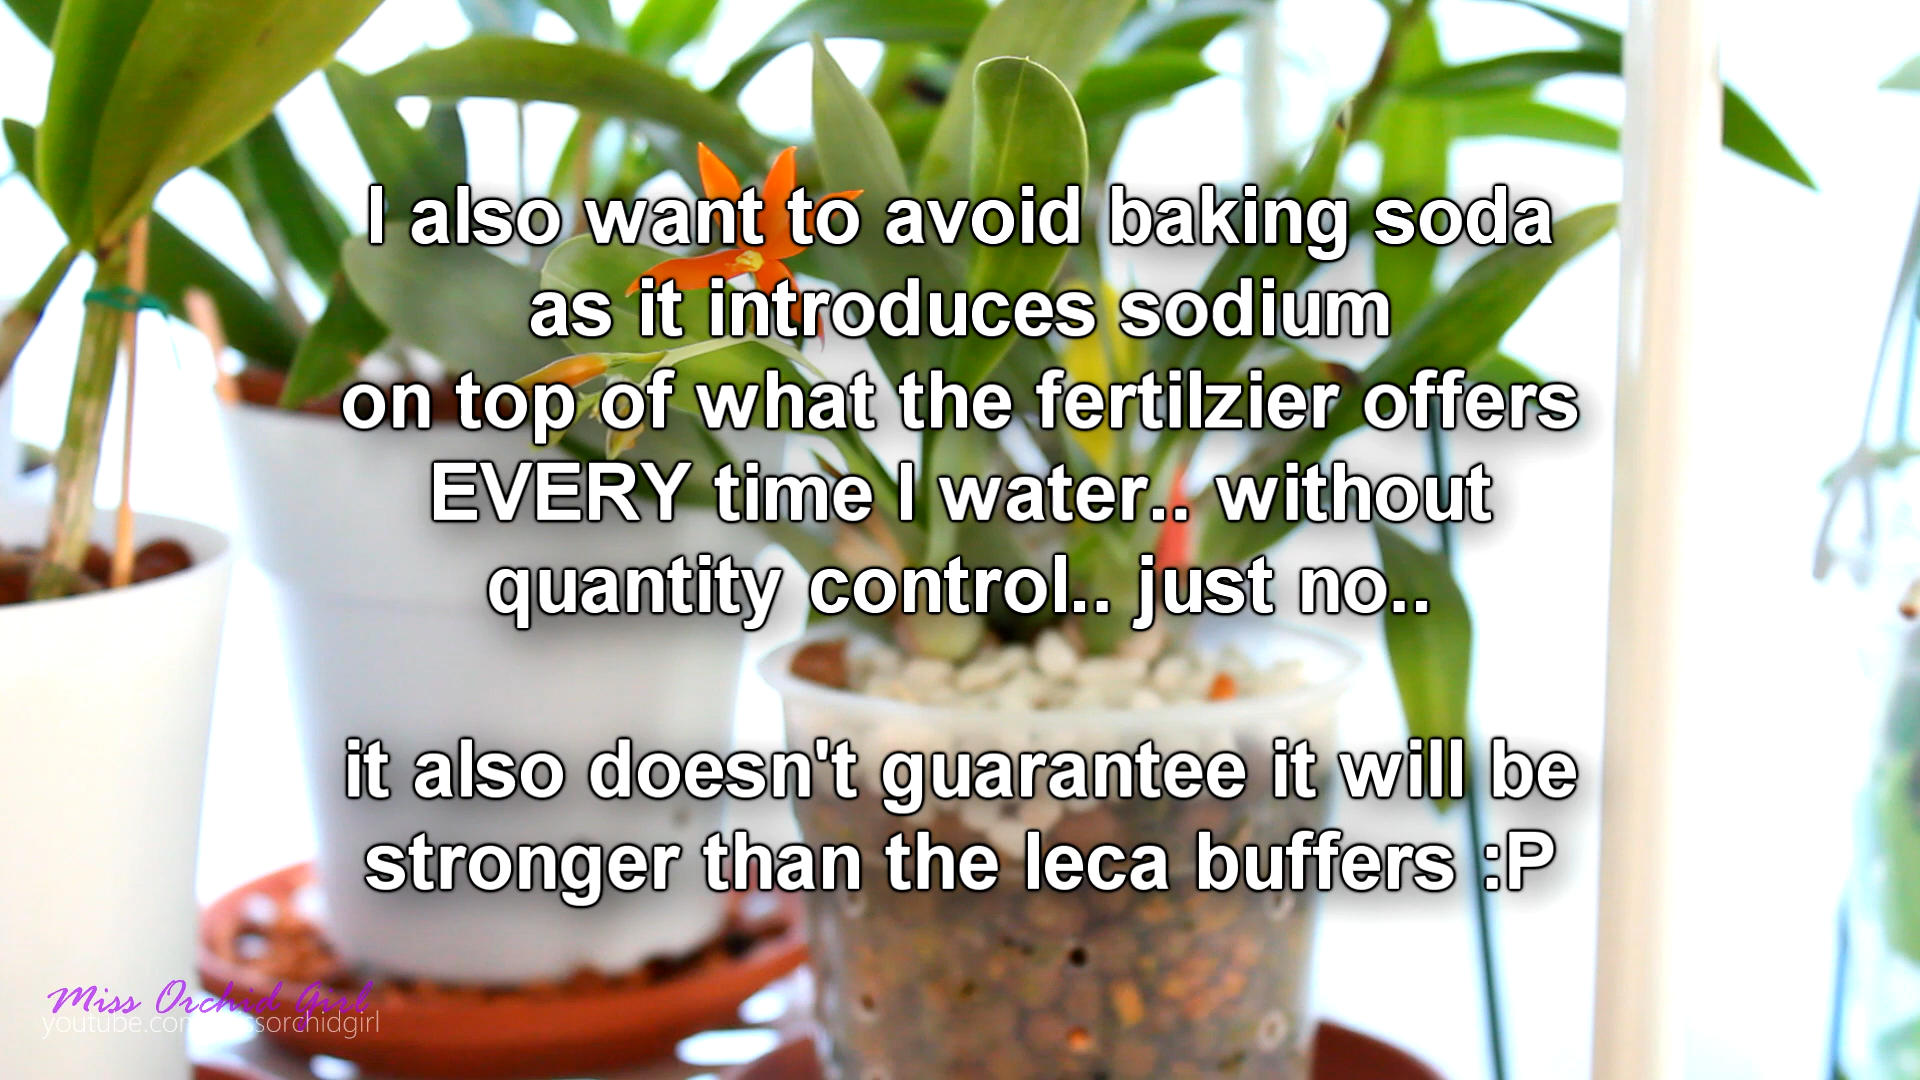 I also want to avoid baking soda
as it introduces sodium
on top of what the fertilzier offers
EVERY time I water.. without
quantity control.. just no..
it also doesn't guarantee it will be
stronger than the leca buffers :P
Miss Orchid Girl
youtube.com/missorchidgirl